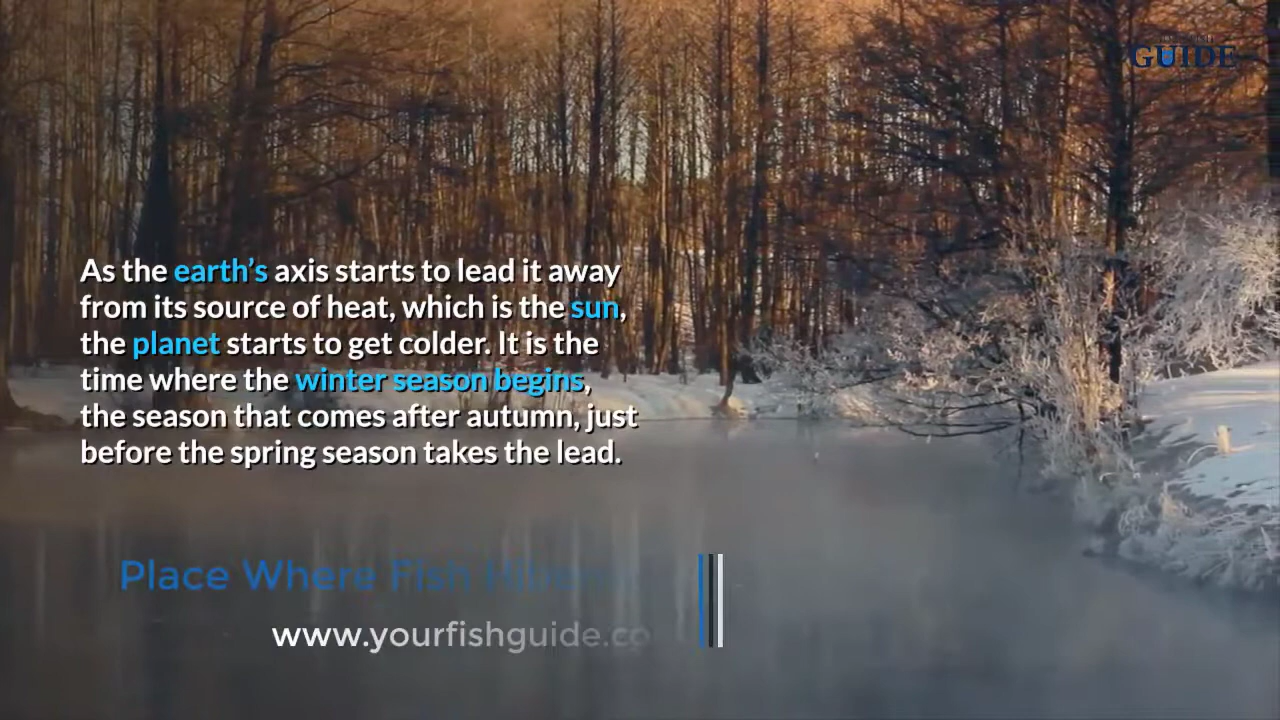 GUIDE
As the earth's axis starts to lead it away
from its source of heat, which is the sun,
the planet starts to get colder. It is the
time where the winter season begins,
the season that comes after autumn, just
before the spring season takes the lead.
Place Where Fish
www.yourfishguide.co